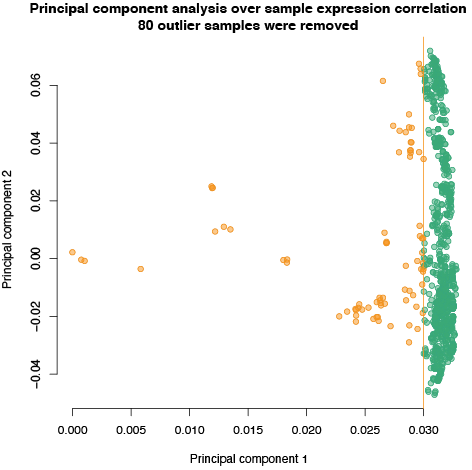 Principal component analysis over sample expression correlation
80 outlier samples were removed
0.06
0.04
0.02
0.00
−0.02
−0.04
Principal component 2
0.000 0.005 0.010 0.015 0.020 0.025 0.030
Principal component 1